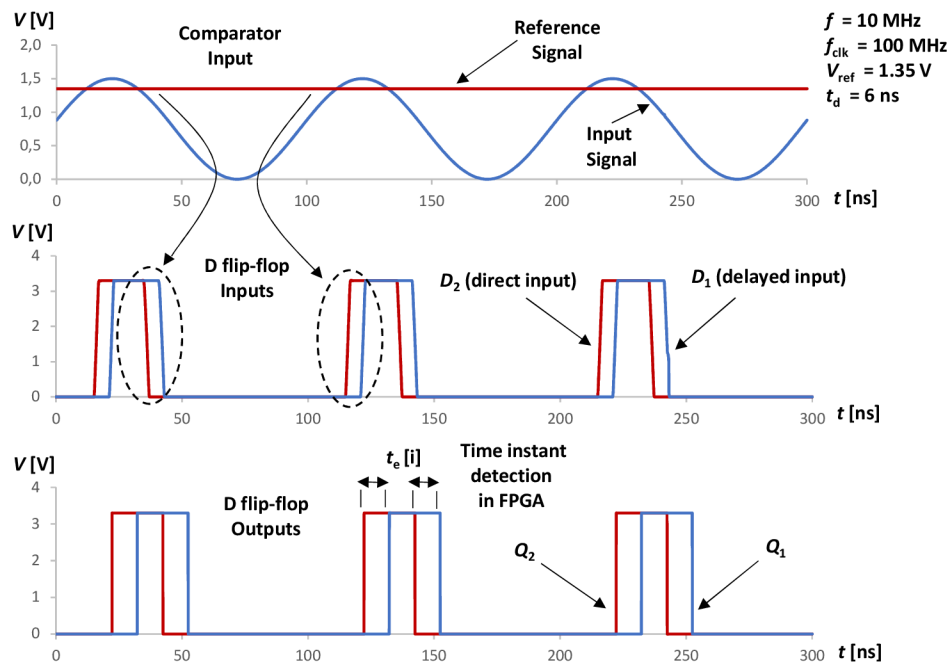 V [V]
Comparator
Input
Reference
Signal
f = 10 MHz
fclk = 100 MHz
Vref = 1.35 V
td = 6 ns
2,0
1,5
1,0
0,5
0,0
Input
Signal
0
50
100
150
200
250
300
t [ns]
V [V]
D flip-flop
Inputs
D2 (direct input)
D1 (delayed input)
4
3
2
1
0
0
50
100
150
200
250
300
t [ns]
V [V]
D flip-flop
Outputs
te [i]
Time instant
detection
in FPGA
Q2
Q1
4
3
2
1
0
0
50
100
150
200
250
300
t [ns]